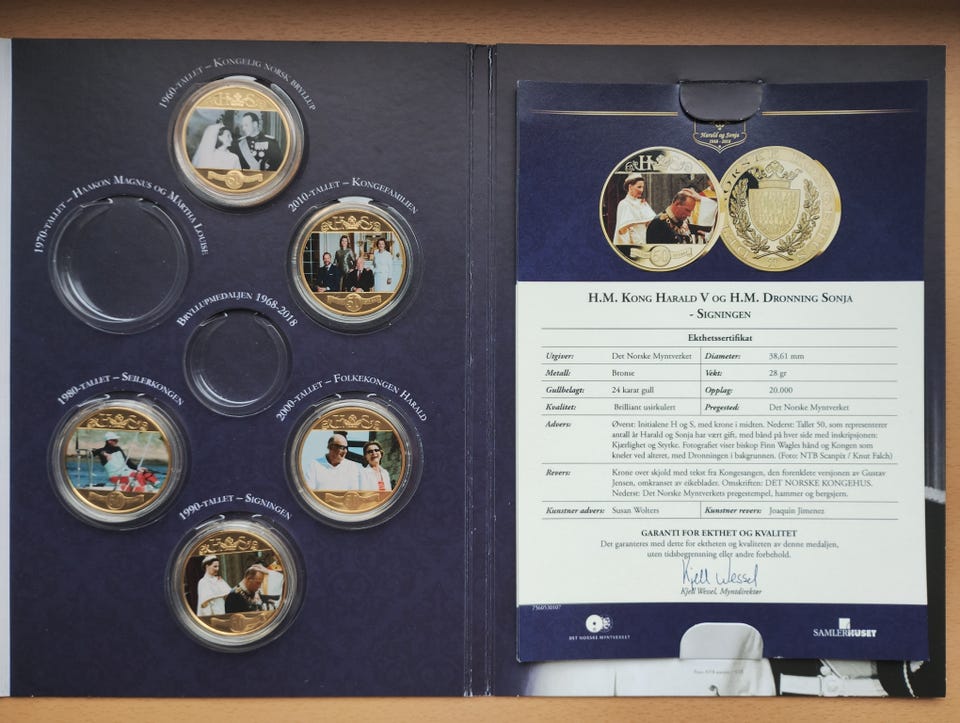 1960-tallet – Kongelig norsk bryllup
1970-tallet – Haakon Magnus og Märtha Louise
2010-tallet – Kongefamilien
Bryllupmedaljen 1968-2018
1980-tallet – Seilerkongen
2000-tallet – Folkekongen Harald
1990-tallet – Signingen
H S
50
Harald og Sonja
1968 - 2018
H.M. Kong Harald V og H.M. Dronning Sonja
- Signingen
Ekthetssertifikat
Utgiver: Det Norske Myntverket Diameter: 38,61 mm
Metall: Bronse Vekt: 28 gr
Gullbelagt: 24 karat gull Opplag: 20.000
Kvalitet: Brilliant usirkulert Pregested: Det Norske Myntverket
Advers: Øverst: Initialene H og S, med krone i midten. Nederst: Tallet 50, som representerer
antall år Harald og Sonja har vært gift, med bånd på hver side med inskripsjonen:
Kjærlighet og Styrke. Fotografiet viser biskop Finn Wagles hånd og Kongen som
kneler ved alteret, med Dronningen i bakgrunnen. (Foto: NTB Scanpix / Knut Falch)
Revers: Krone over skjold med tekst fra Kongesangen, den forenklete versjonen av Gustav
Jensen, omkranset av eikeblader. Omskriften: DET NORSKE KONGEHUS.
Nederst: Det Norske Myntverkets pregestempel, hammer og bergsjern.
Kunstner advers: Susan Wolters Kunstner revers: Joaquin Jimenez
GARANTI FOR EKTHET OG KVALITET
Det garanteres med dette for ektheten og kvaliteten av denne medaljen,
uten tidsbegrensning eller andre forbehold.
Kjell Wessel
Kjell Wessel, Myntdirektør
7560530107
DET NORSKE MYNTVERKET
SAMLERHUSET